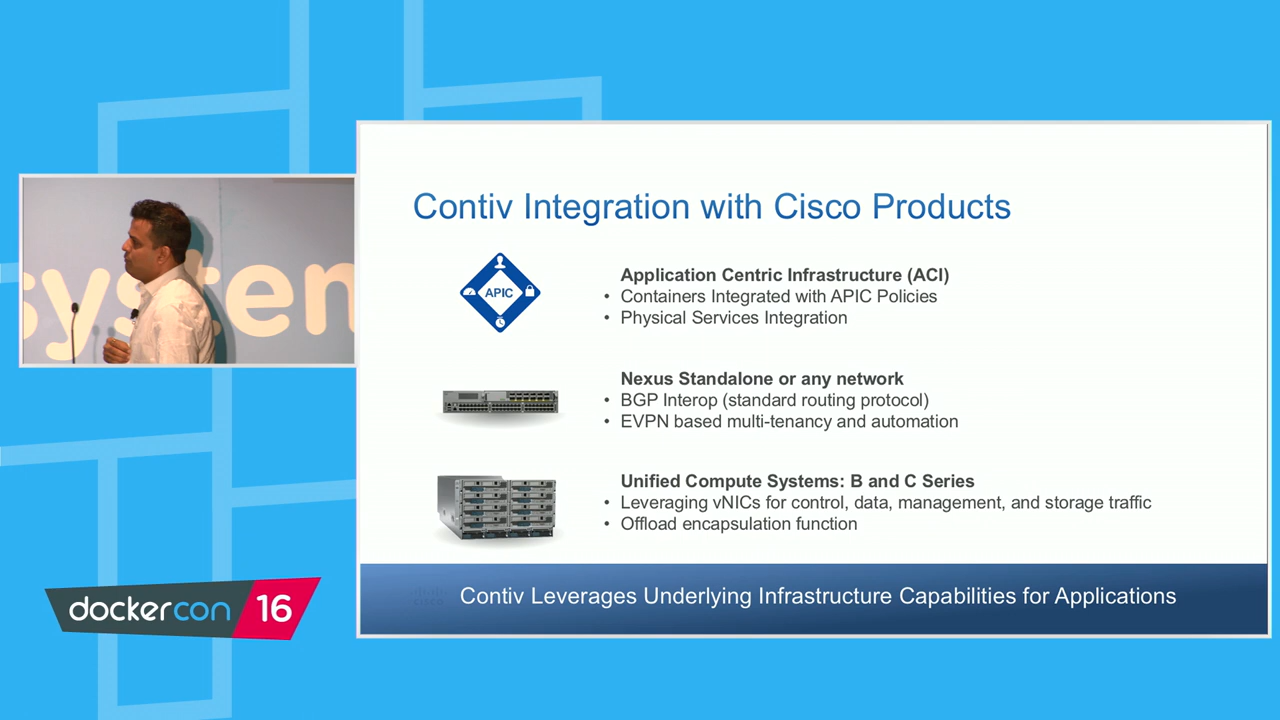 Contiv Integration with Cisco Products
APIC
Application Centric Infrastructure (ACI)
• Containers Integrated with APIC Policies
• Physical Services Integration
Nexus Standalone or any network
• BGP Interop (standard routing protocol)
• EVPN based multi-tenancy and automation
Unified Compute Systems: B and C Series
• Leveraging vNICs for control, data, management, and storage traffic
• Offload encapsulation function
Contiv Leverages Underlying Infrastructure Capabilities for Applications
system
dockercon 16